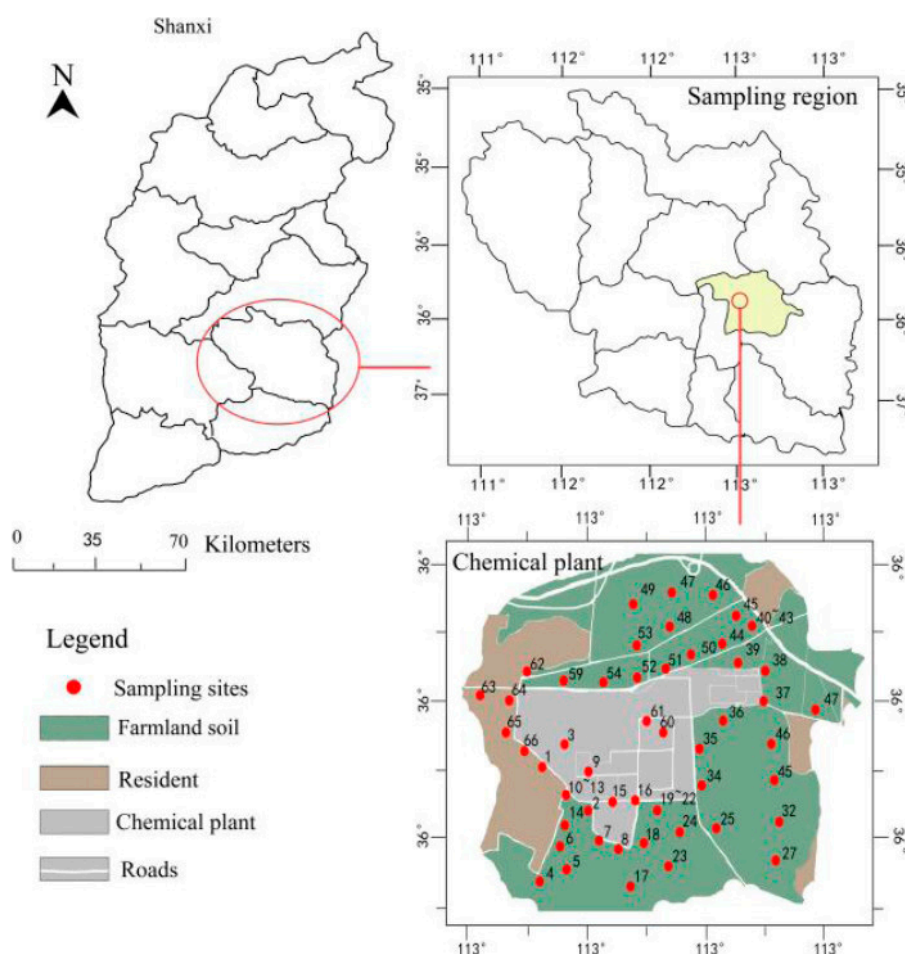 Shanxi
N
0 35 70 Kilometers
Legend
Sampling sites
Farmland soil
Resident
Chemical plant
Roads
111° 112° 112° 113° 113°
Sampling region
35°
35°
36°
36°
37°
35°
35°
36°
36°
37°
111° 112° 112° 113° 113°
113° 113° 113° 113°
Chemical plant
36°
36°
36°
36°
36°
36°
49 47 46
45
40~43
48
53 44
50 39
51
62 59 54 52 38
63 64 37
61 47
65 60 36
66 3 35 46
1 9
10~13 34 45
15 16 19~22
2
14 24 25 32
6 7 8 18
5 23 27
4 17
113° 113° 113° 113°